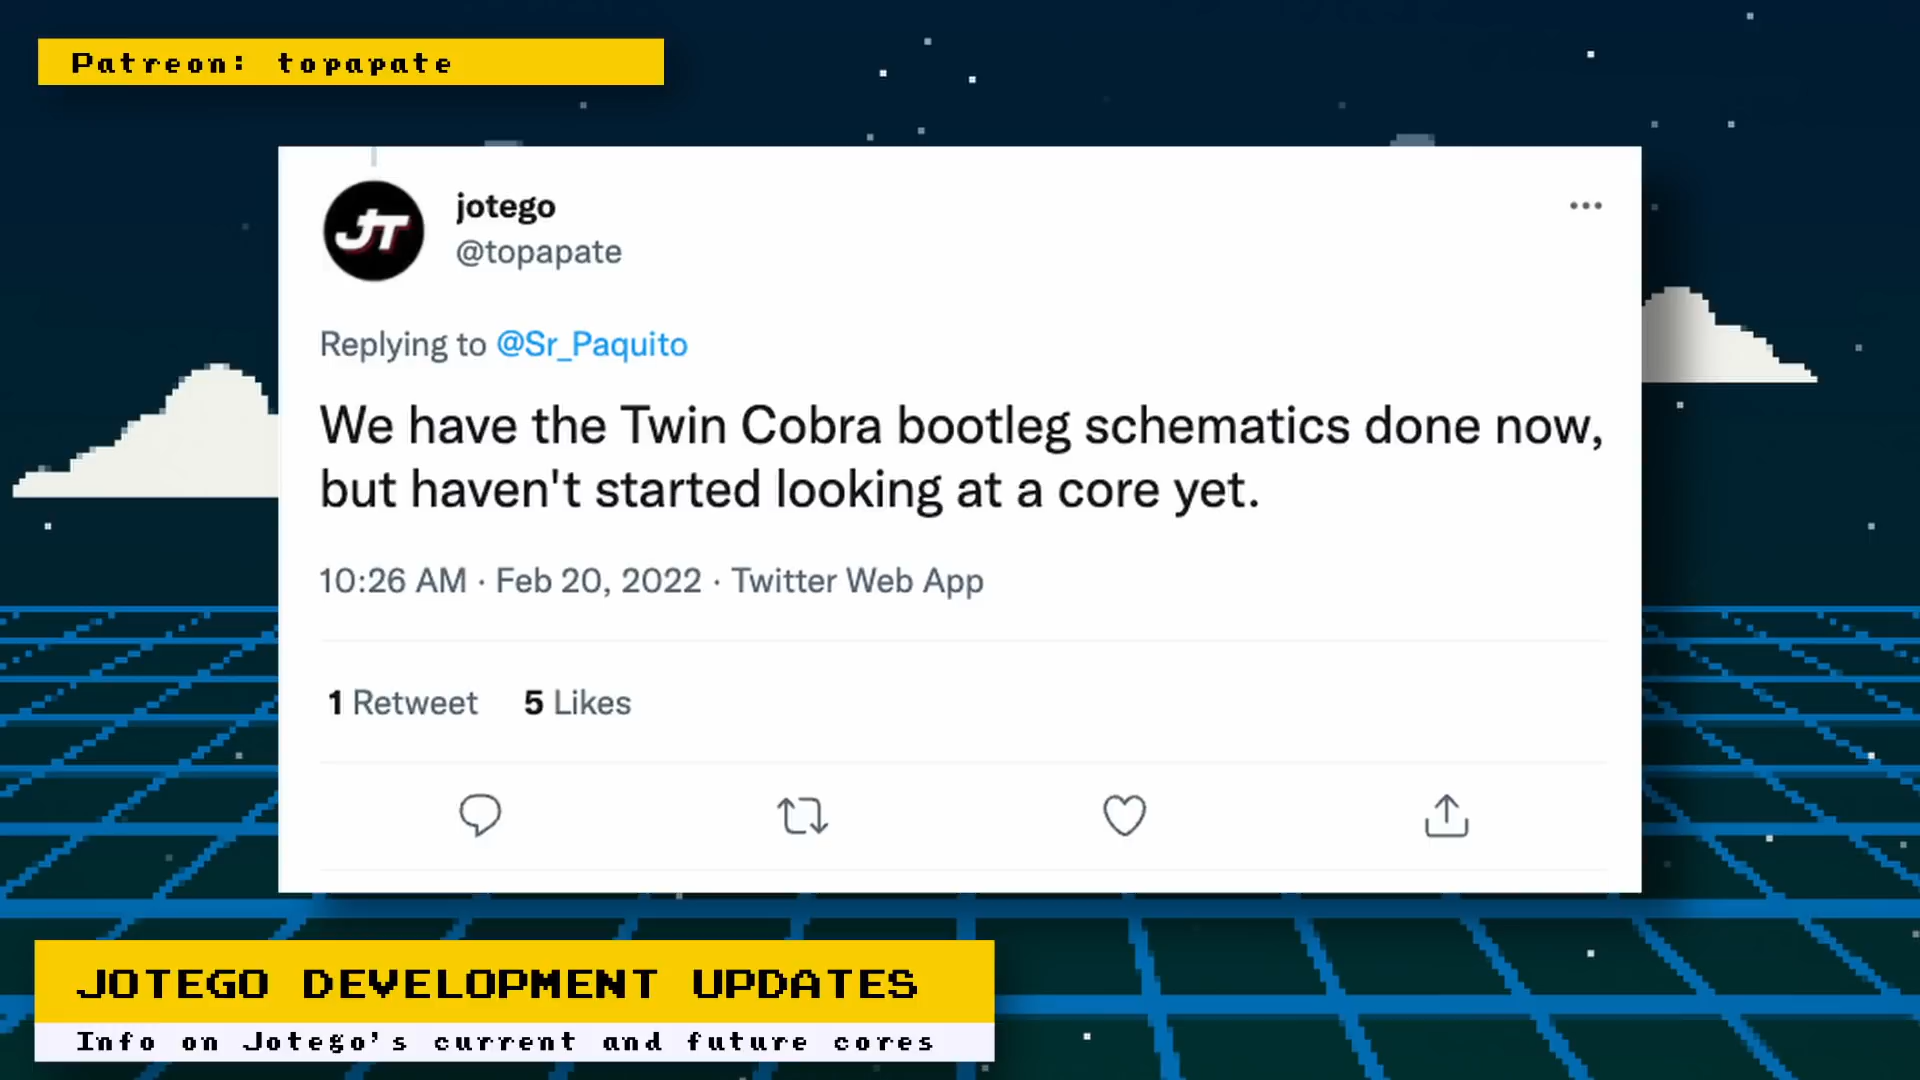 Patreon: topapate
JT
jotego
@topapate
Replying to @Sr_Paquito
We have the Twin Cobra bootleg schematics done now,
but haven't started looking at a core yet.
10:26 AM · Feb 20, 2022 · Twitter Web App
1 Retweet 5 Likes
JOTEGO DEVELOPMENT UPDATES
Info on Jotego's current and future cores